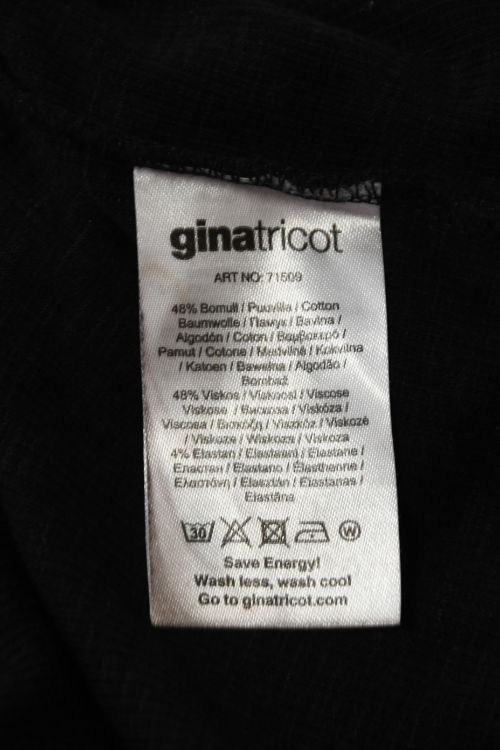 ginatricot
ART NO: 71509
48% Bomull / Puuvilla / Cotton
Baumwolle / Памук / Bavlna /
Algodón / Coton / Βαμβακερό /
Pamut / Cotone / Medvilnė / Kokvilna
/ Katoen / Bawełna / Algodão /
Bombaž
48% Viskos / Viskoosi / Viscose
Viskose / Вискоза / Viskóza /
Viscosa / Βισκόζη / Viszkóz / Viskozė
/ Viskoze / Wiskoza / Viskoza
4% Elastan / Elastaani / Elastane /
Еластан / Elastano / Élasthenne /
Ελαστάνη / Elasztán / Elastanas /
Elastāna
30 W
Save Energy!
Wash less, wash cool
Go to ginatricot.com